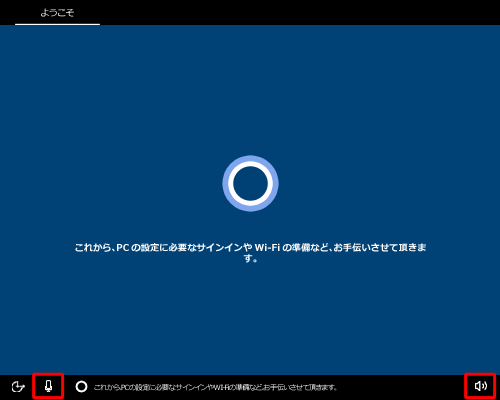 ようこそ
これから、PC の設定に必要なサインインや Wi-Fi の準備など、お手伝いさせて頂きま
す。
これから、PCの設定に必要なサインインやWi-Fiの準備など、お手伝いさせて頂きます。